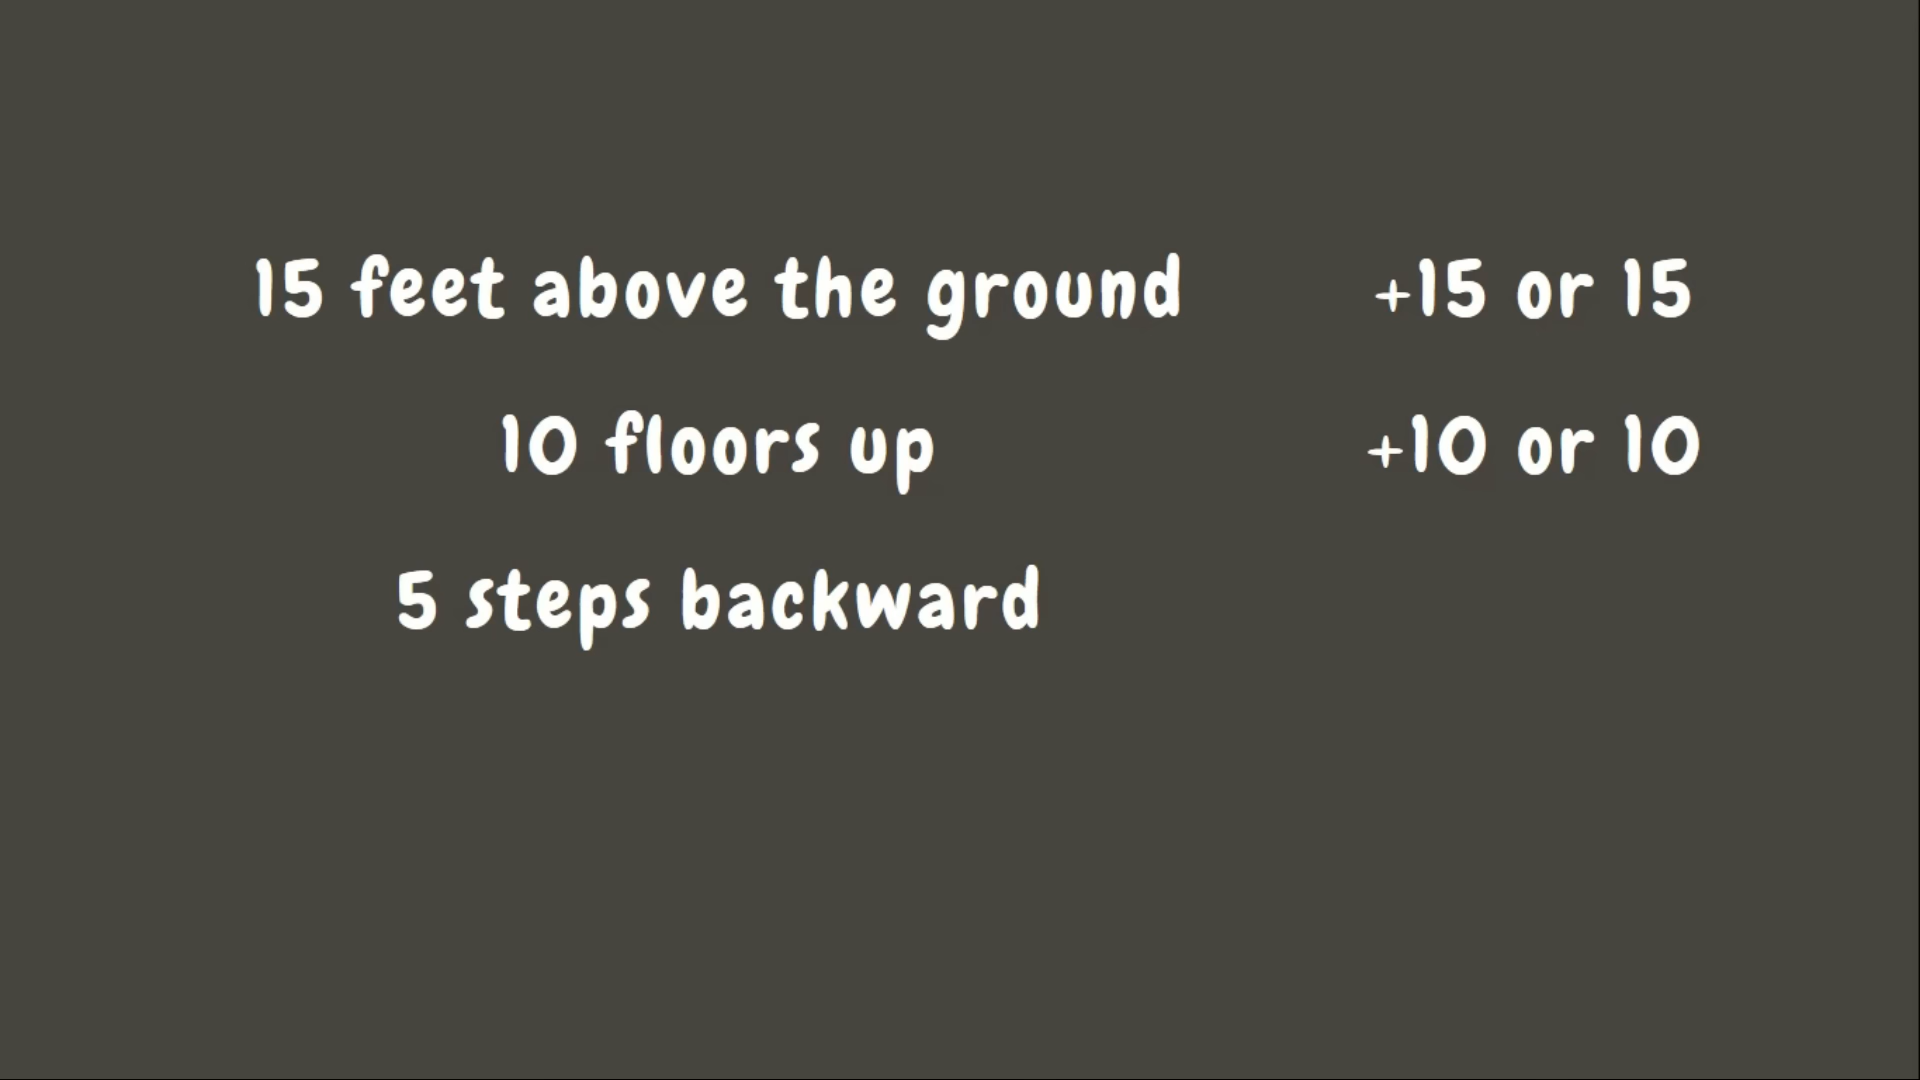 15 feet above the ground +15 or 15
10 floors up +10 or 10
5 steps backward